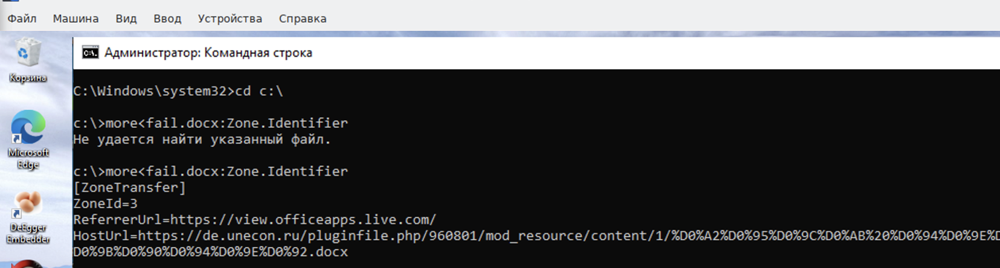 Файл Машина Вид Ввод Устройства Справка
Корзина
Microsoft
Edge
DeEgger
Embedder
Администратор: Командная строка
C:\Windows\system32>cd c:\
c:\>more<fail.docx:Zone.Identifier
Не удается найти указанный файл.
c:\>more<fail.docx:Zone.Identifier
[ZoneTransfer]
ZoneId=3
ReferrerUrl=https://view.officeapps.live.com/
HostUrl=https://de.unecon.ru/pluginfile.php/960801/mod_resource/content/1/%D0%A2%D0%95%D0%9C%D0%AB%20%D0%94%D0%9E%D
D0%9B%D0%90%D0%94%D0%9E%D0%92.docx